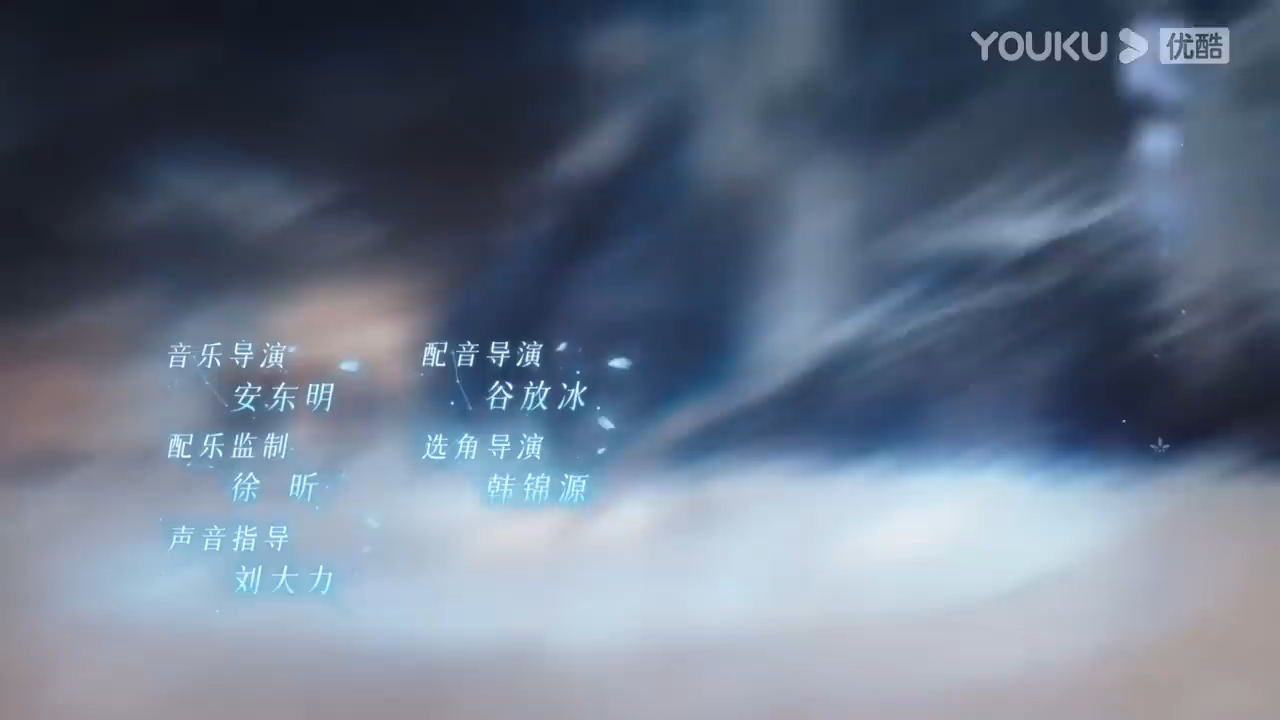 YOUKU 优酷
音乐导演
安东明
配乐监制
徐 昕
声音指导
刘大力
配音导演
谷放冰
选角导演
韩锦源